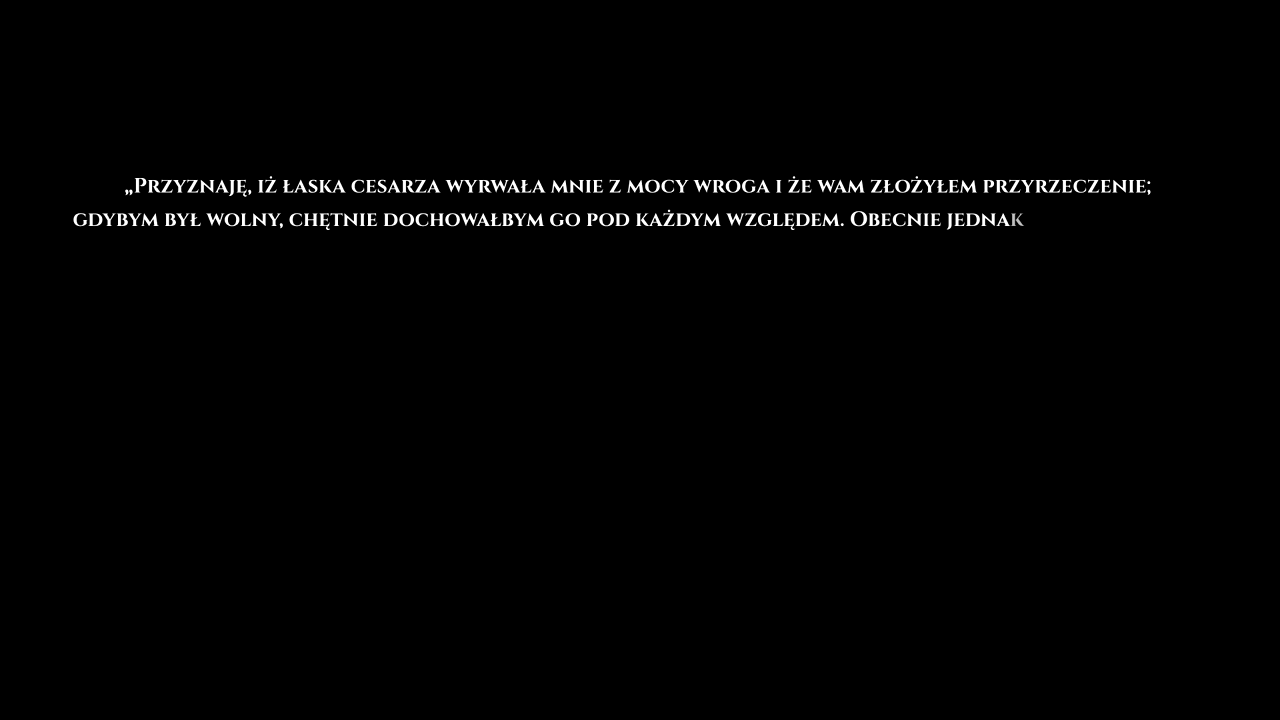 „Przyznaję, iż łaska cesarza wyrwała mnie z mocy wroga i że wam złożyłem przyrzeczenie;
gdybym był wolny, chętnie dochowałbym go pod każdym względem. Obecnie jednak